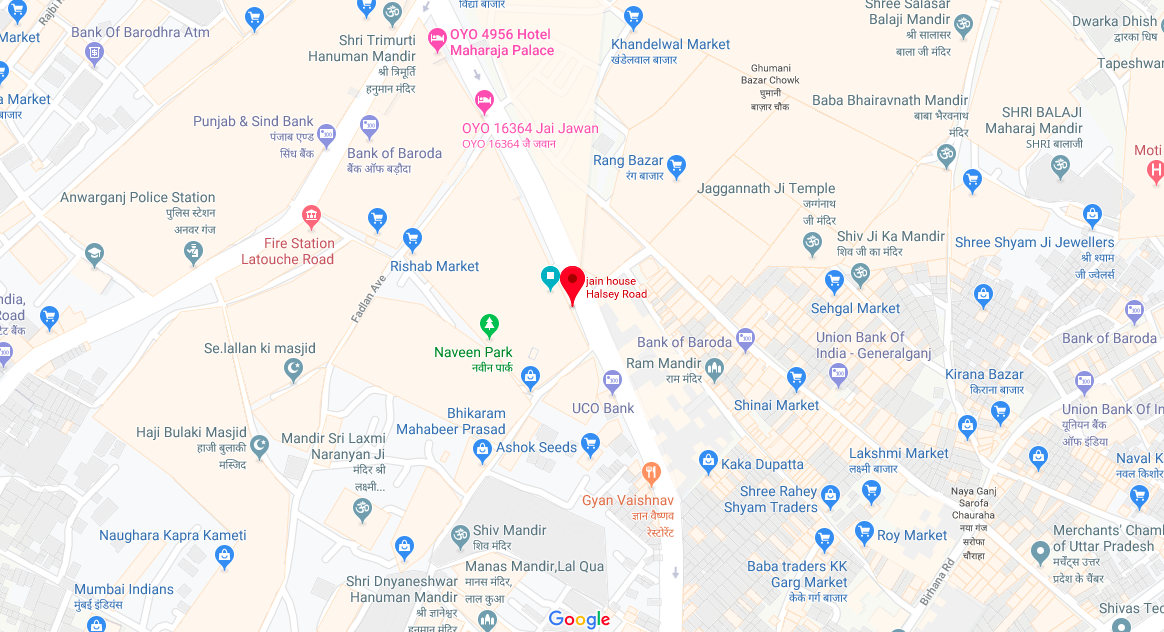 विद्या बाजार
Shree Salasar
Balaji Mandir
श्री सालासर
बाला जी मंदिर
Dwarka Dhish
द्वारका धिष
Market
Bank Of Barodhra Atm
Shri Trimurti
Hanuman Mandir
श्री त्रिमूर्ति
हनुमान मंदिर
OYO 4956 Hotel
Maharaja Palace
Khandelwal Market
खंडेलवाल बाजार
Ghumani
Bazar Chowk
घुमानी
बाज़ार चौक
Tapeshwar
a Market
बाजार
Baba Bhairavnath Mandir
बाबा भैरवनाथ
मंदिर
SHRI BALAJI
Maharaj Mandir
SHRI बालाजी
Punjab & Sind Bank
पंजाब एण्ड
सिंध बैंक
Bank of Baroda
बैंक ऑफ बड़ौदा
OYO 16364 Jai Jawan
OYO 16364 जै जवान
Rang Bazar
रंग बाजार
Moti
Jaggannath Ji Temple
जग्गंनाथ
जी मंदिर
Anwarganj Police Station
पुलिस स्टेशन
अनवर गंज
Fire Station
Latouche Road
Rishab Market
Shiv Ji Ka Mandir
शिव जी का मंदिर
Shree Shyam Ji Jewellers
श्री श्याम
जी ज्वेलर्स
Fadlan Ave
jain house
Halsey Road
Sehgal Market
India,
Road
स्टेट बैंक
Se.lallan ki masjid
Naveen Park
नवीन पार्क
Bank of Baroda
Ram Mandir
राम मंदिर
Union Bank Of
India - Generalganj
Bank of Baroda
Kirana Bazar
किराना बाजार
UCO Bank
Shinai Market
Union Bank Of In
यूनियन बैंक
ऑफ इंडिया
Bhikaram
Mahabeer Prasad
Haji Bulaki Masjid
हाजी बुलाकी
मस्जिद
Mandir Sri Laxmi
Naranyan Ji
मंदिर श्री
लक्ष्मी...
Ashok Seeds
Kaka Dupatta
Lakshmi Market
लक्ष्मी बाजार
Naval K
नवल किशोर
Gyan Vaishnav
ज्ञान वैष्णव
रेस्टोरेंट
Shree Rahey
Shyam Traders
Naya Ganj
Sarofa
Chauraha
नया गंज
सरोफा
चौराहा
Naughara Kapra Kameti
Shiv Mandir
शिव मंदिर
Roy Market
Merchants' Cham
of Uttar Pradesh
मर्चेंट्स उत्तर
प्रदेश के चैंबर
Manas Mandir,Lal Qua
मानस मंदिर,
लाल कुआ
Baba traders KK
Garg Market
केके गर्ग बाजार
Birhana Rd
Mumbai Indians
मुंबई इंडियंस
Shri Dnyaneshwar
Hanuman Mandir
श्री ज्ञानेश्वर
हनुमान मंदिर
Google
Shivas Tec